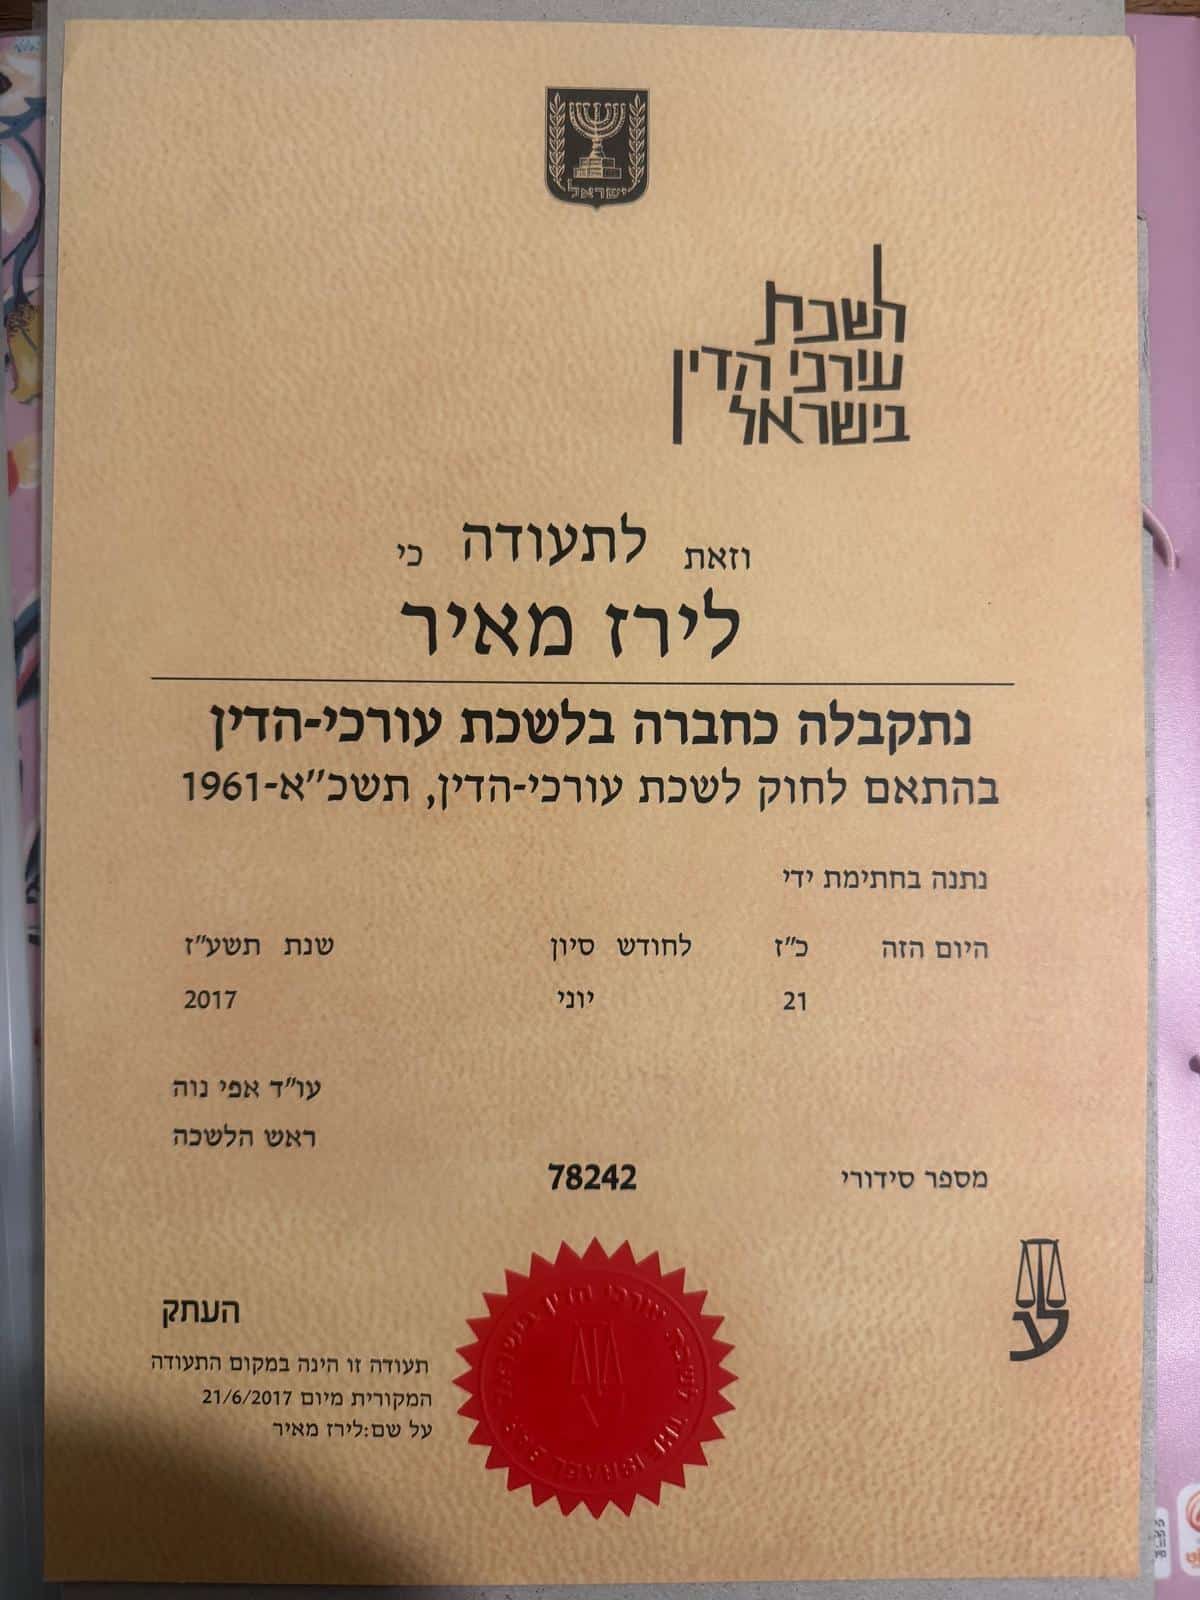 ישראל
לשכת
עורכי הדין
בישראל
וזאת לתעודה כי
לירז מאיר
נתקבלה כחברה בלשכת עורכי-הדין
בהתאם לחוק לשכת עורכי-הדין, תשכ"א-1961
נתנה בחתימת ידי
היום הזה כ"ז לחודש סיון שנת תשע"ז
21 יוני 2017
עו"ד אפי נוה
ראש הלשכה
מספר סידורי 78242
העתק
תעודה זו הינה במקום התעודה
המקורית מיום 21/6/2017
על שם:לירז מאיר